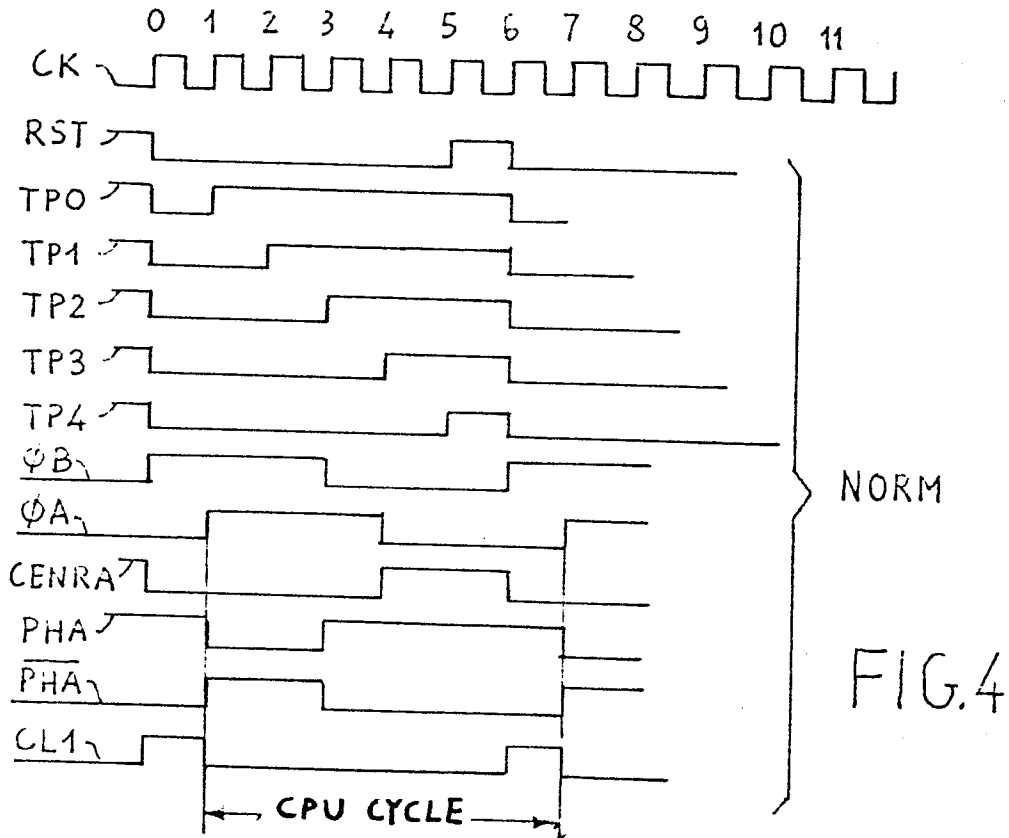 0 1 2 3 4 5 6 7 8 9 10 11
CK
RST
TP0
TP1
TP2
TP3
TP4
ΦB
NORM
ΦA
CENRA
PHA
FIG.4
P̅H̅A̅
CL1
CPU CYCLE